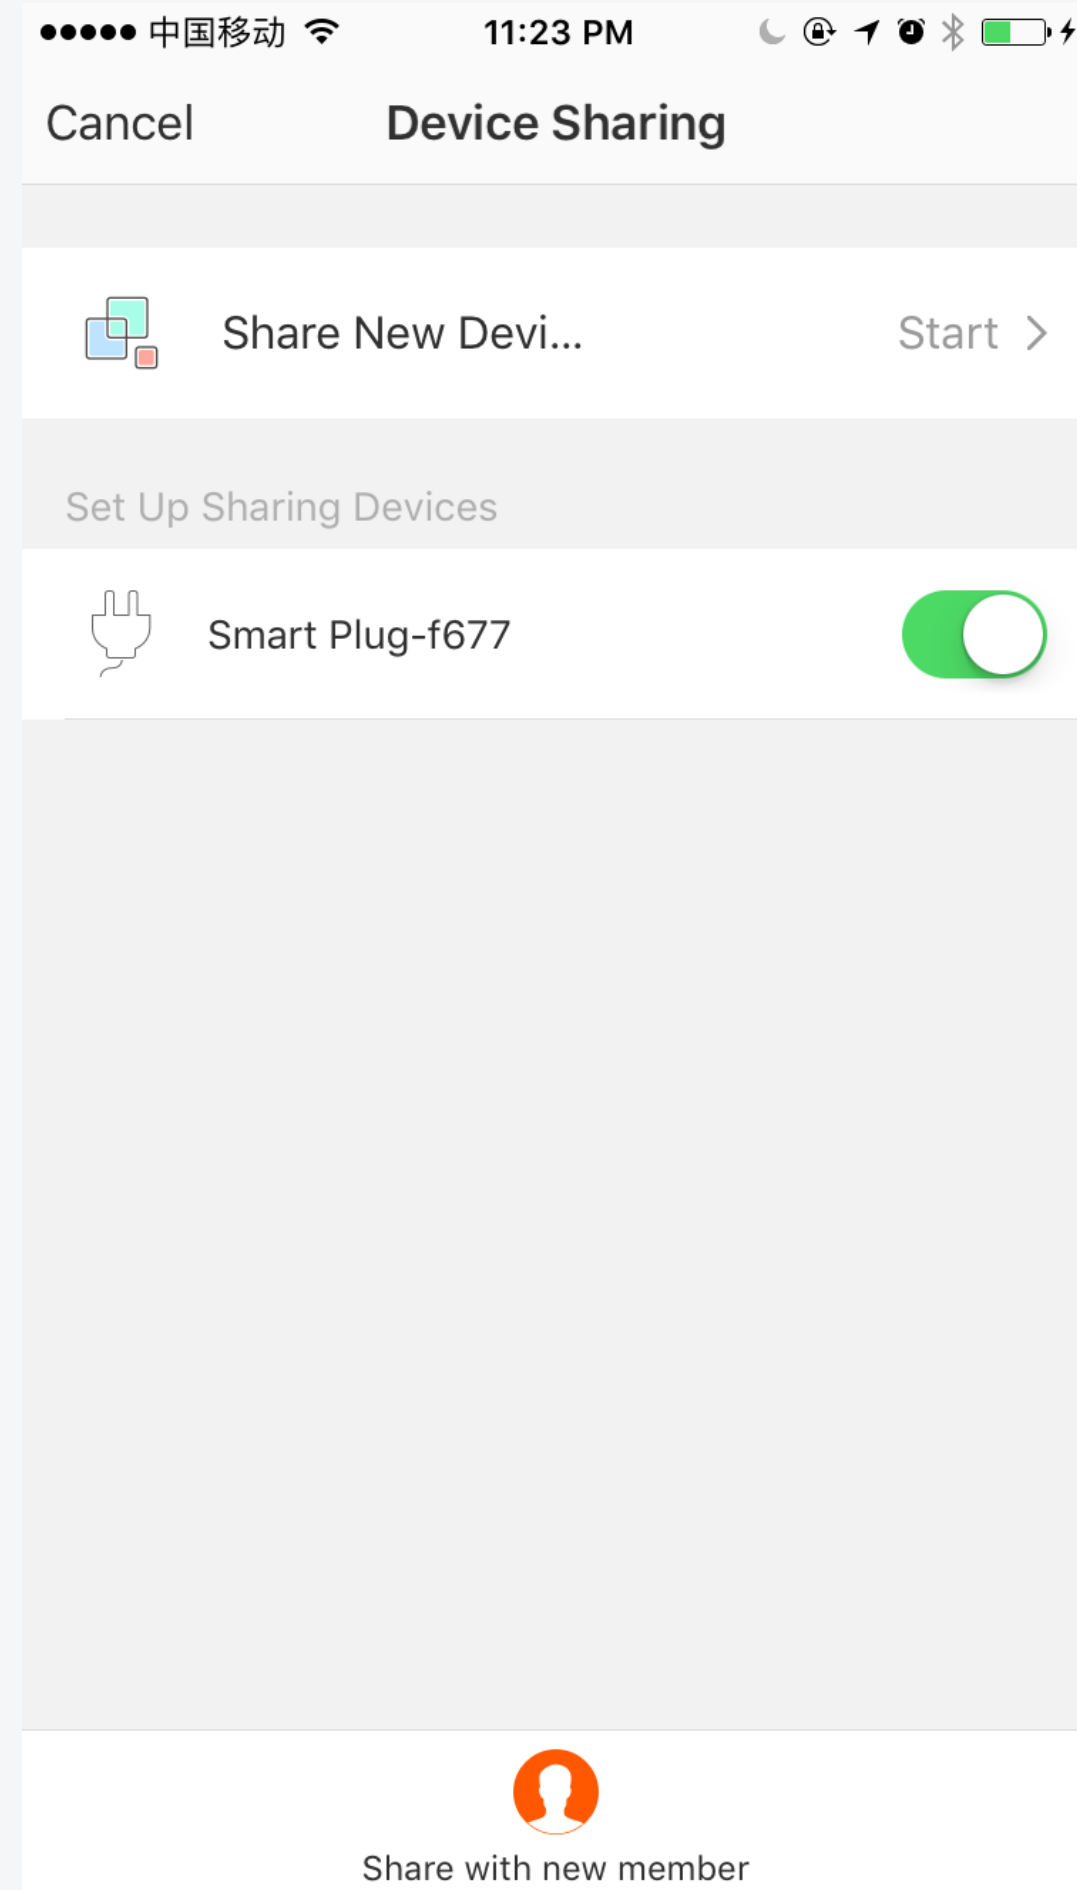 中国移动 11:23 PM
Cancel Device Sharing
Share New Devi... Start
Set Up Sharing Devices
Smart Plug-f677
Share with new member